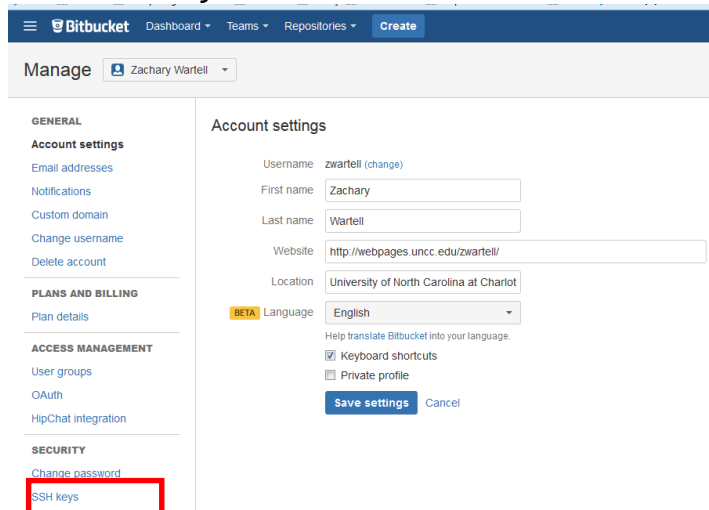 Bitbucket Dashboard Teams Repositories Create
Manage Zachary Wartell
GENERAL
Account settings
Email addresses
Notifications
Custom domain
Change username
Delete account
PLANS AND BILLING
Plan details
ACCESS MANAGEMENT
User groups
OAuth
HipChat integration
SECURITY
Change password
SSH keys
Account settings
Username zwartell (change)
First name Zachary
Last name Wartell
Website http://webpages.uncc.edu/zwartell/
Location University of North Carolina at Charlot
BETA Language English
Help translate Bitbucket into your language.
Keyboard shortcuts
Private profile
Save settings Cancel